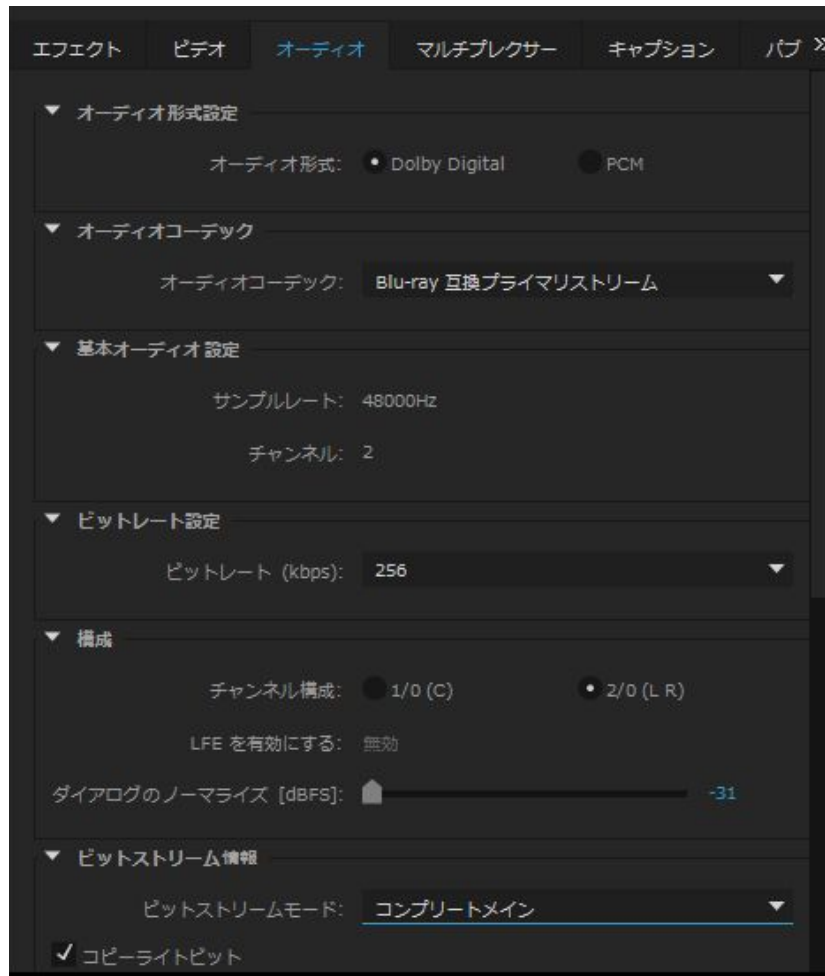 エフェクト ビデオ オーディオ マルチプレクサー キャプション パブ »
オーディオ形式設定
オーディオ形式: Dolby Digital PCM
オーディオコーデック
オーディオコーデック: Blu-ray 互換プライマリストリーム
基本オーディオ設定
サンプルレート: 48000Hz
チャンネル: 2
ビットレート設定
ビットレート (kbps): 256
構成
チャンネル構成: 1/0 (C) 2/0 (L R)
LFE を有効にする: 無効
ダイアログのノーマライズ [dBFS]: -31
ビットストリーム情報
ビットストリームモード: コンプリートメイン
コピーライトビット